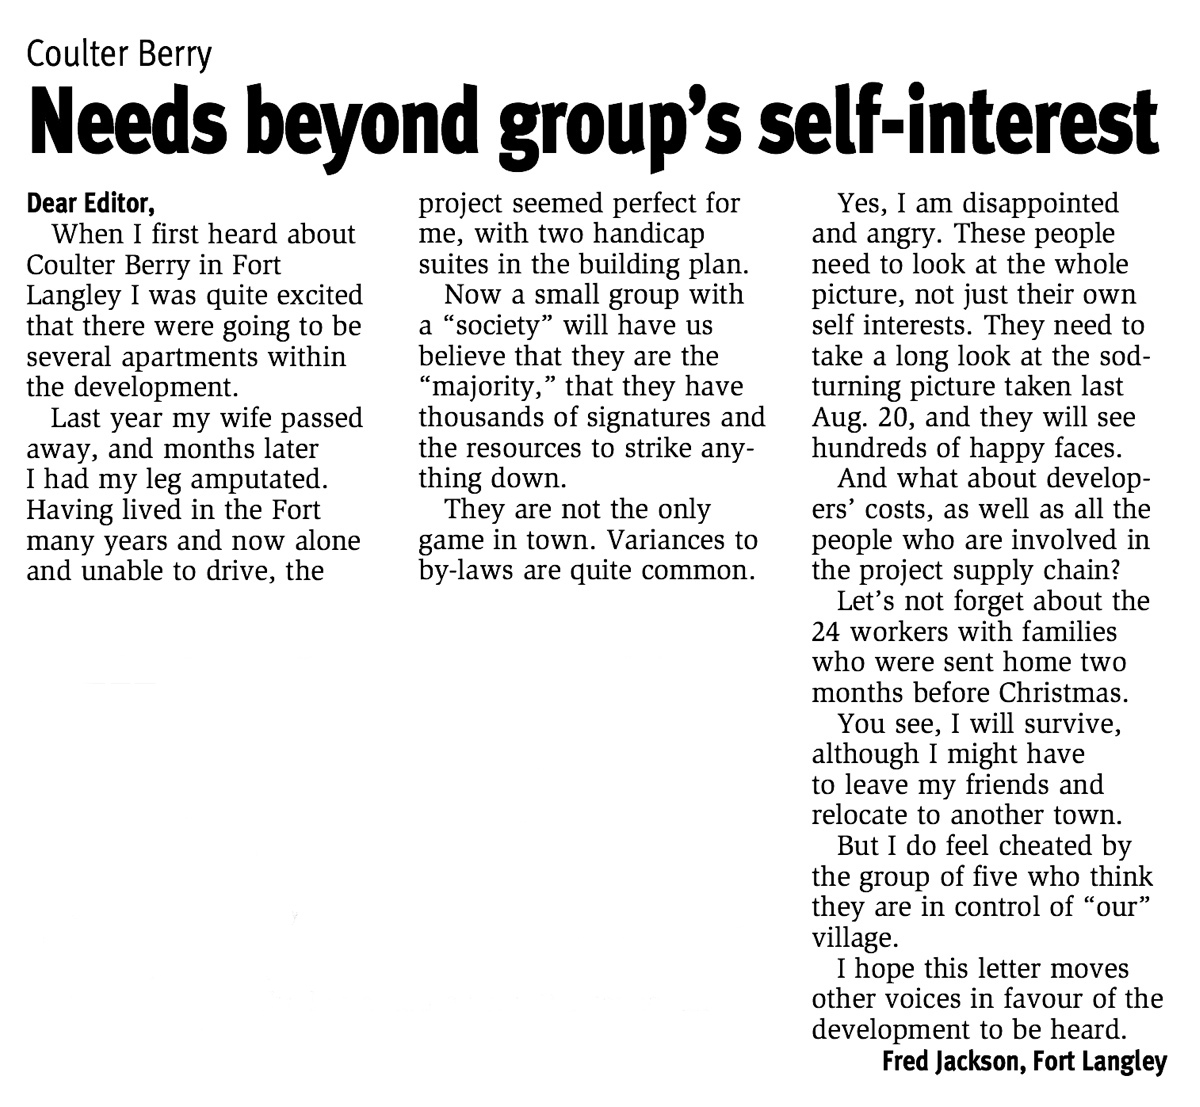 Coulter Berry
Needs beyond group's self-interest
Dear Editor,
When I first heard about
Coulter Berry in Fort
Langley I was quite excited
that there were going to be
several apartments within
the development.
Last year my wife passed
away, and months later
I had my leg amputated.
Having lived in the Fort
many years and now alone
and unable to drive, the
project seemed perfect for
me, with two handicap
suites in the building plan.
Now a small group with
a “society” will have us
believe that they are the
“majority,” that they have
thousands of signatures and
the resources to strike any-
thing down.
They are not the only
game in town. Variances to
by-laws are quite common.
Yes, I am disappointed
and angry. These people
need to look at the whole
picture, not just their own
self interests. They need to
take a long look at the sod-
turning picture taken last
Aug. 20, and they will see
hundreds of happy faces.
And what about develop-
ers’ costs, as well as all the
people who are involved in
the project supply chain?
Let’s not forget about the
24 workers with families
who were sent home two
months before Christmas.
You see, I will survive,
although I might have
to leave my friends and
relocate to another town.
But I do feel cheated by
the group of five who think
they are in control of “our”
village.
I hope this letter moves
other voices in favour of the
development to be heard.
Fred Jackson, Fort Langley